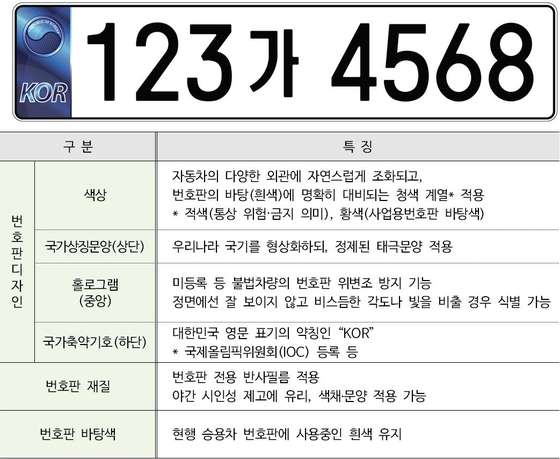 KOR
123가 4568
구 분
특 징
번호판디자인
색상
자동차의 다양한 외관에 자연스럽게 조화되고,
번호판의 바탕(흰색)에 명확히 대비되는 청색 계열* 적용
* 적색(통상 위험·금지 의미), 황색(사업용번호판 바탕색)
국가상징문양(상단)
우리나라 국기를 형상화하되, 정제된 태극문양 적용
홀로그램
(중앙)
미등록 등 불법차량의 번호판 위변조 방지 기능
정면에선 잘 보이지 않고 비스듬한 각도나 빛을 비출 경우 식별 가능
국가축약기호(하단)
대한민국 영문 표기의 약칭인 “KOR”
* 국제올림픽위원회(IOC) 등록 등
번호판 재질
번호판 전용 반사필름 적용
야간 시인성 제고에 유리, 색채·문양 적용 가능
번호판 바탕색
현행 승용차 번호판에 사용중인 흰색 유지